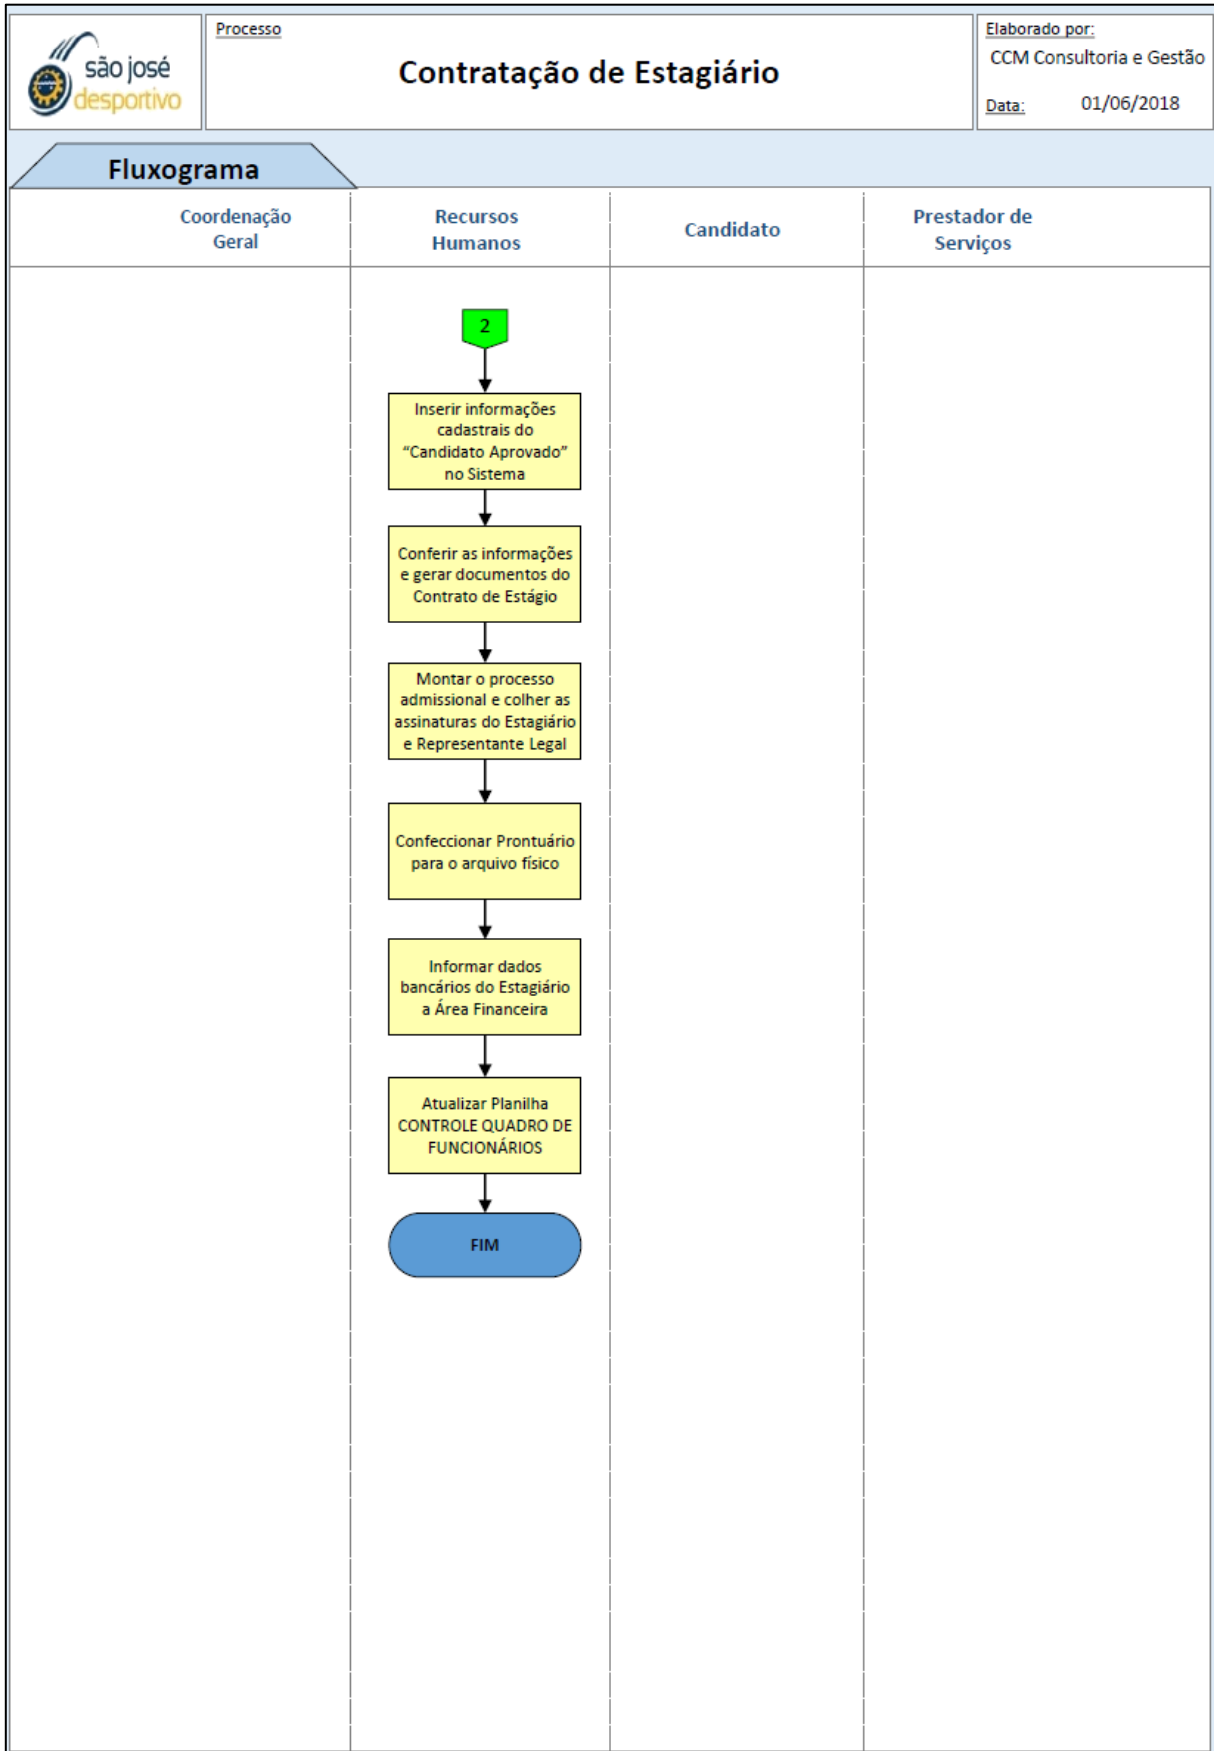 são josé
desportivo
Processo
Contratação de Estagiário
Elaborado por:
CCM Consultoria e Gestão
Data: 01/06/2018
Fluxograma
Coordenação
Geral
Recursos
Humanos
Candidato
Prestador de
Serviços
2
Inserir informações
cadastrais do
“Candidato Aprovado”
no Sistema
Conferir as informações
e gerar documentos do
Contrato de Estágio
Montar o processo
admissional e colher as
assinaturas do Estagiário
e Representante Legal
Confeccionar Prontuário
para o arquivo físico
Informar dados
bancários do Estagiário
a Área Financeira
Atualizar Planilha
CONTROLE QUADRO DE
FUNCIONÁRIOS
FIM